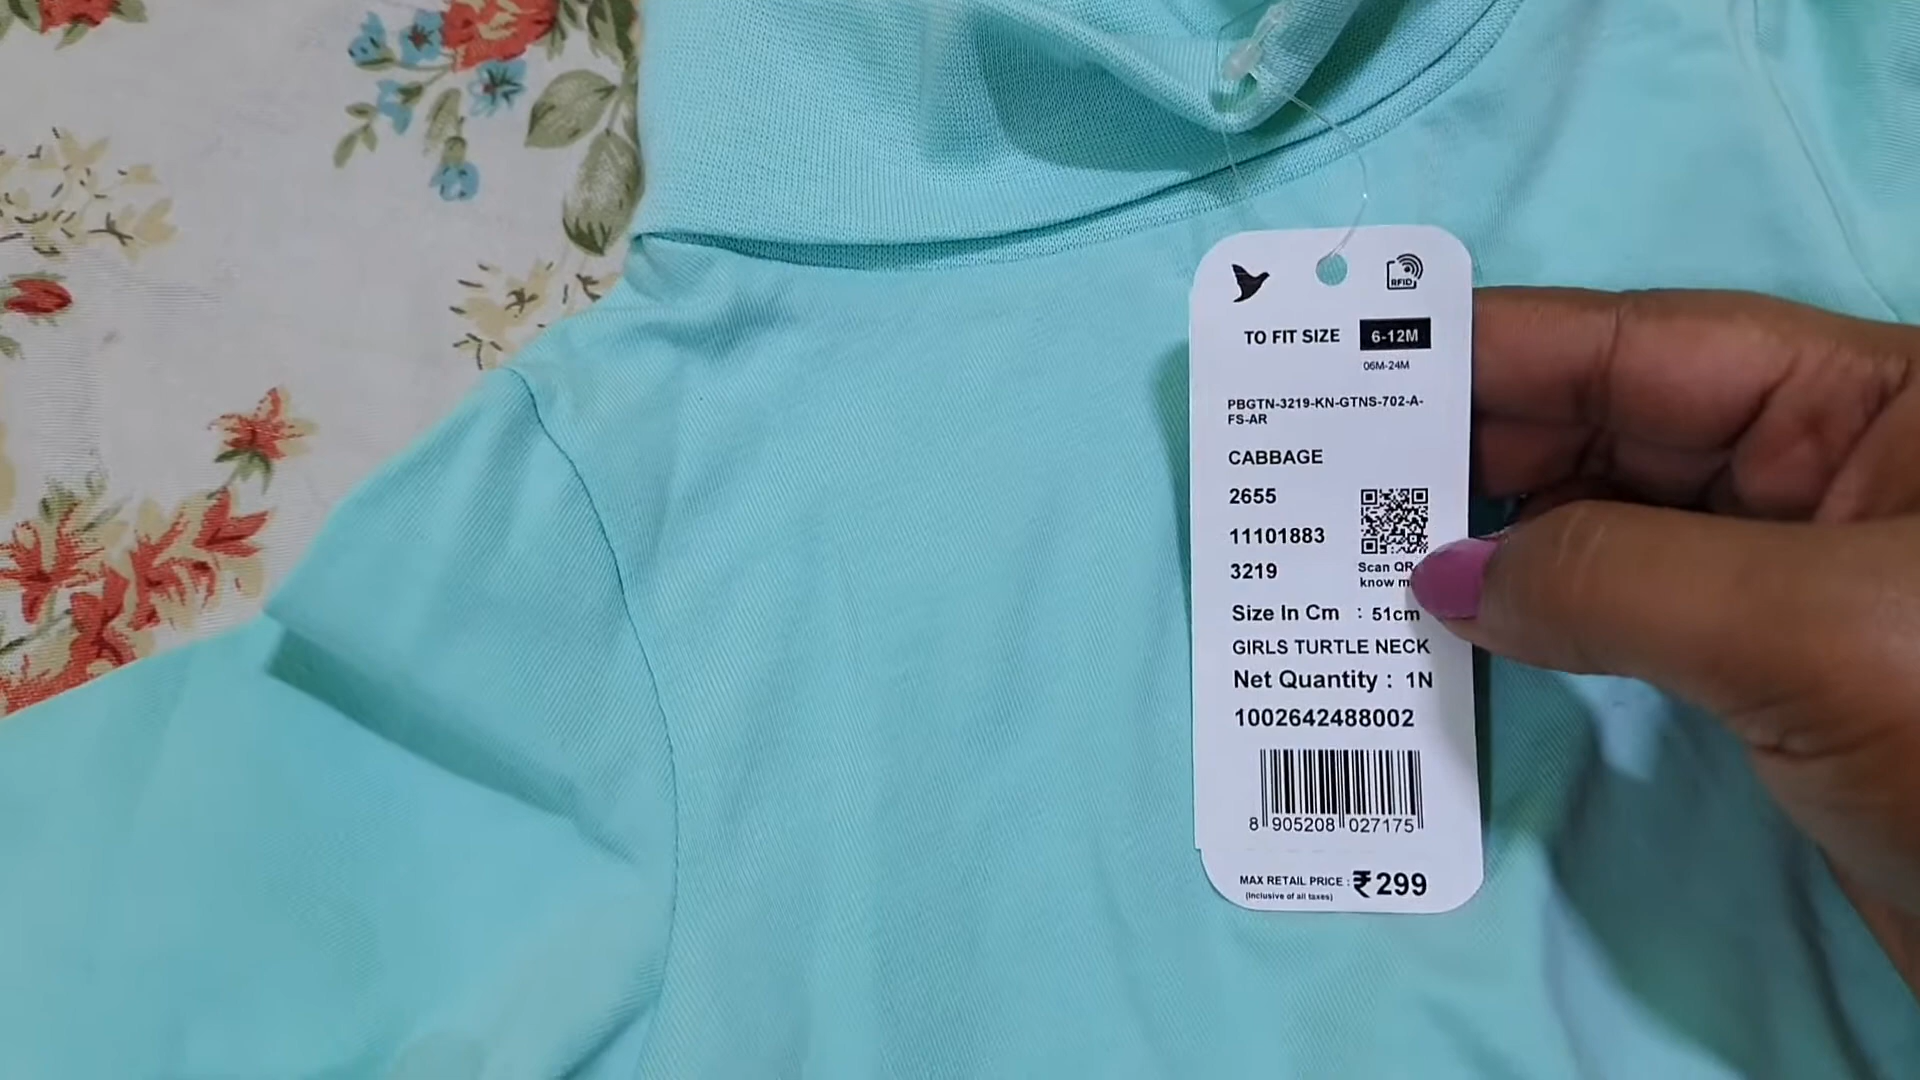 RFID
TO FIT SIZE 6-12M
06M-24M
PBGTN-3219-KN-GTNS-702-A-
FS-AR
CABBAGE
2655
11101883
3219
Scan QR
know
Size In Cm : 51cm
GIRLS TURTLE NECK
Net Quantity : 1N
1002642488002
8 905208 027175
MAX RETAIL PRICE : ₹299
(Inclusive of all taxes)